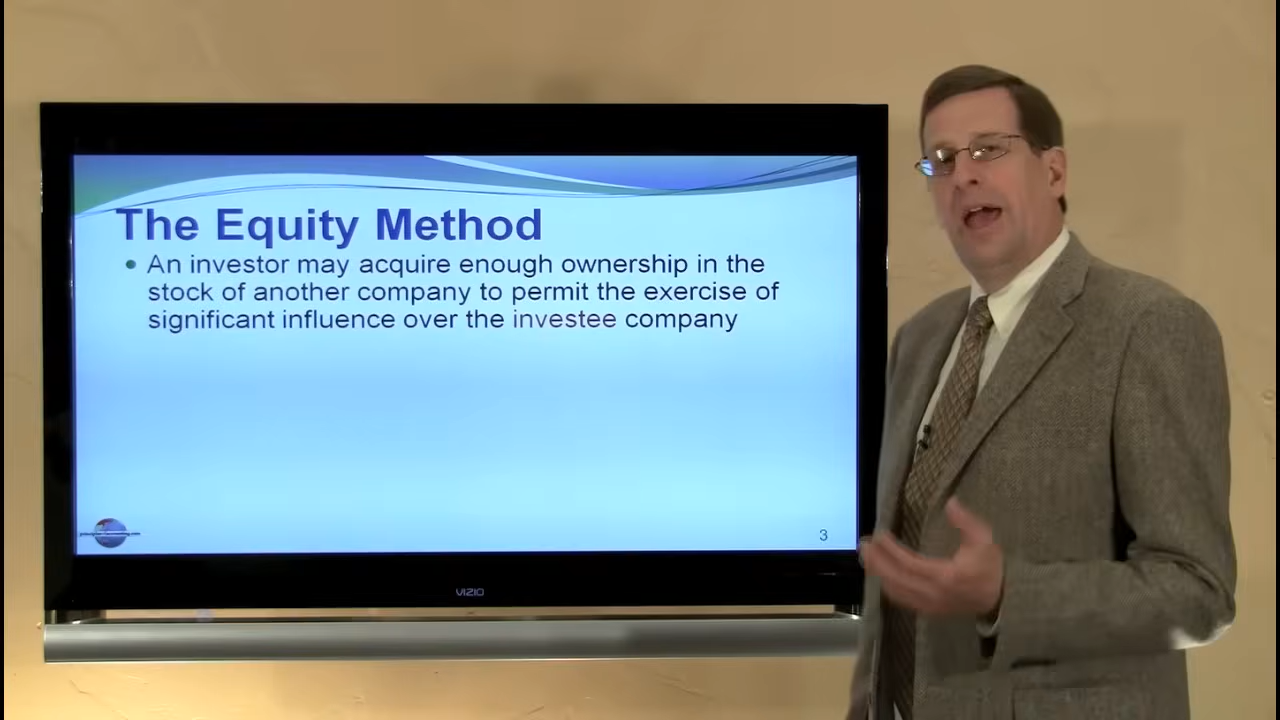 The Equity Method
• An investor may acquire enough ownership in the
stock of another company to permit the exercise of
significant influence over the investee company
3
VIZIO